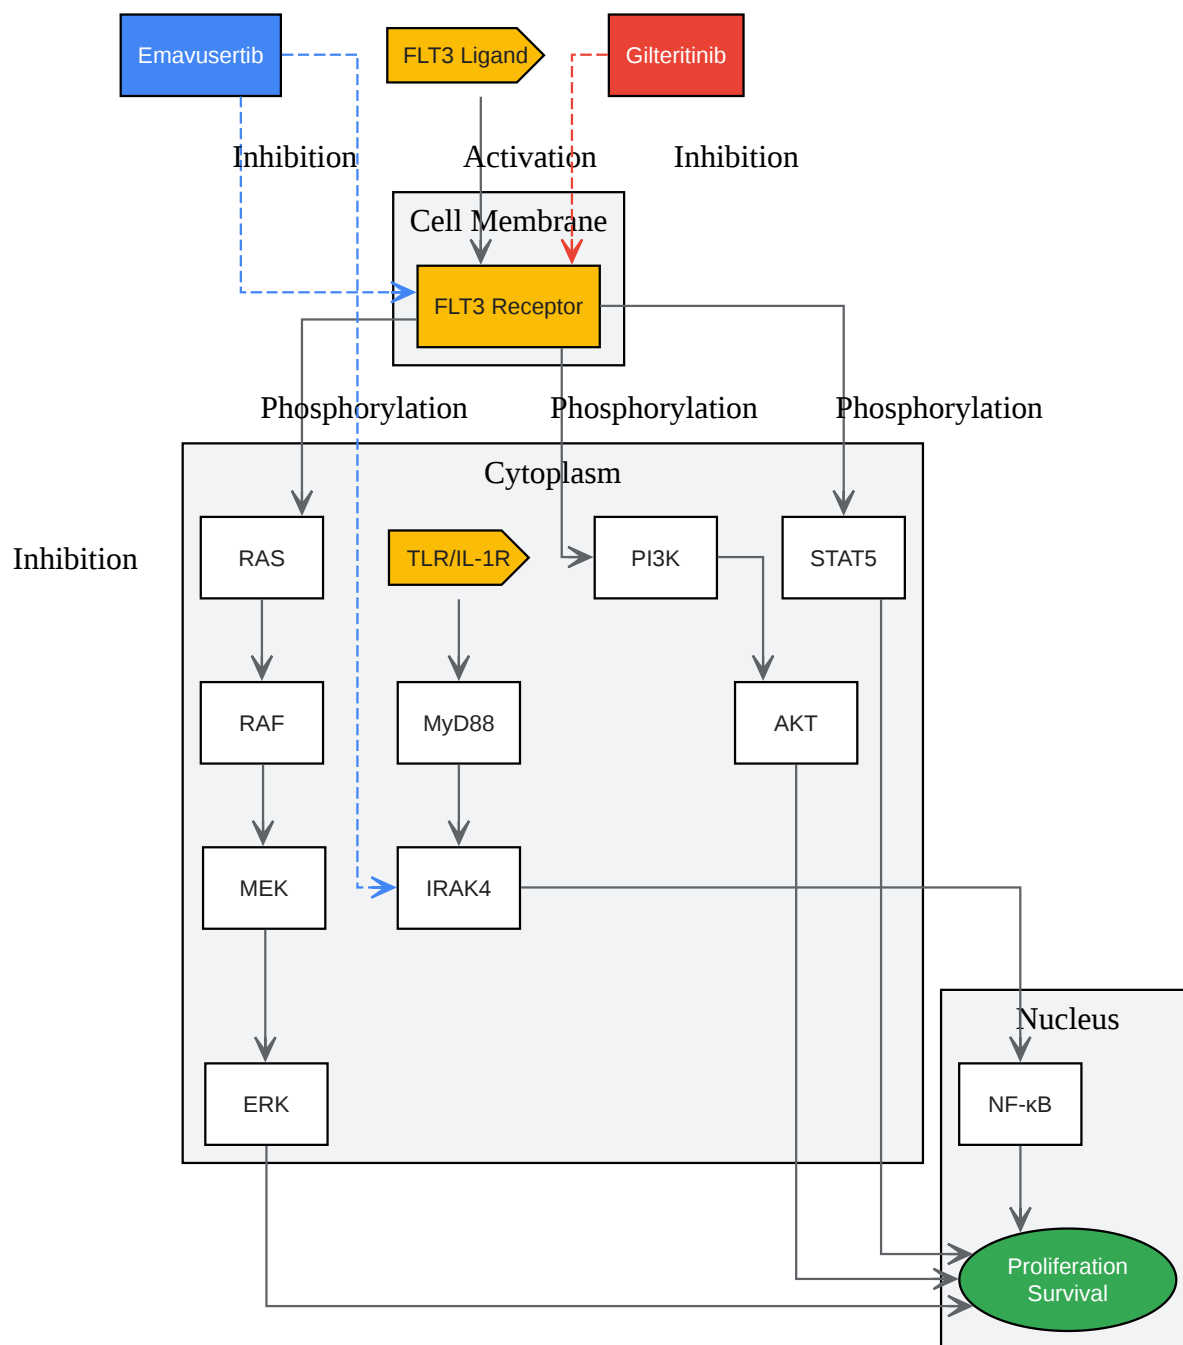 Emavusertib
FLT3 Ligand
Gilteritinib
Inhibition
Activation
Inhibition
Cell Membrane
FLT3 Receptor
Phosphorylation
Phosphorylation
Phosphorylation
Cytoplasm
Inhibition
RAS
TLR/IL-1R
PI3K
STAT5
RAF
MyD88
AKT
MEK
IRAK4
Nucleus
ERK
NF-κB
Proliferation
Survival